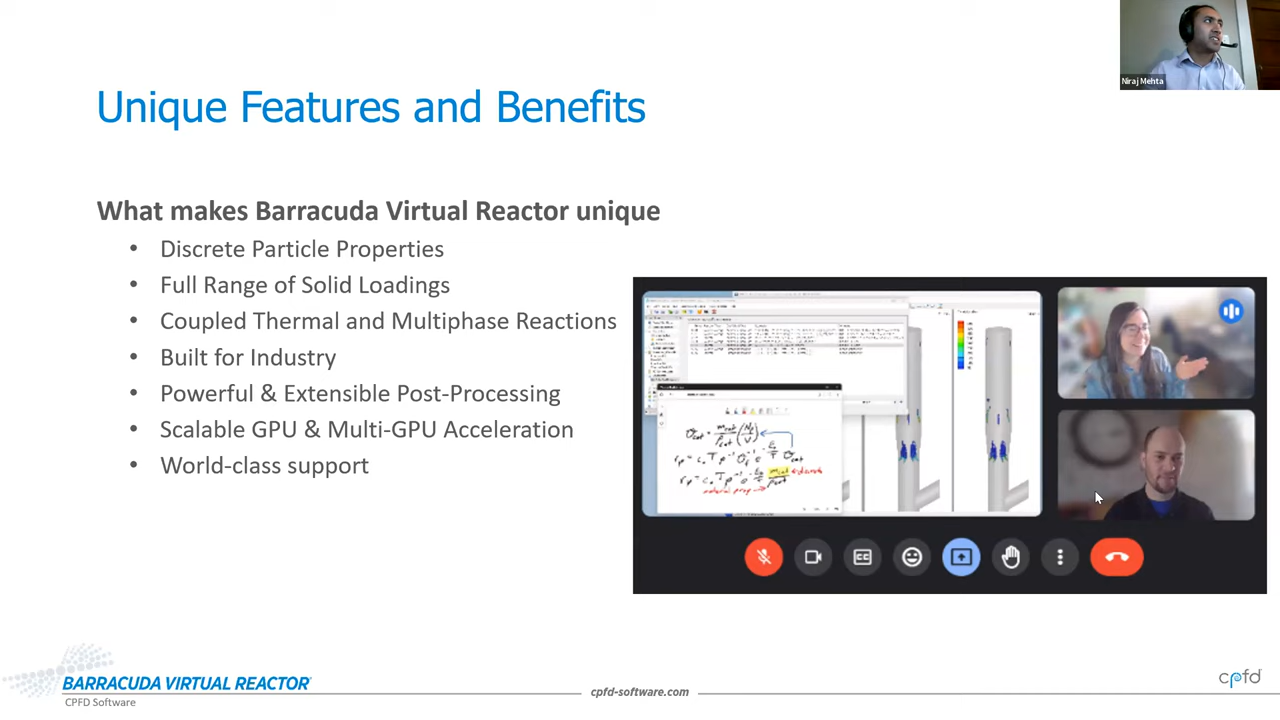 Niraj Mehta
Unique Features and Benefits
What makes Barracuda Virtual Reactor unique
• Discrete Particle Properties
• Full Range of Solid Loadings
• Coupled Thermal and Multiphase Reactions
• Built for Industry
• Powerful & Extensible Post-Processing
• Scalable GPU & Multi-GPU Acceleration
• World-class support
BARRACUDA VIRTUAL REACTOR
CPFD Software
cpfd-software.com
cpfd